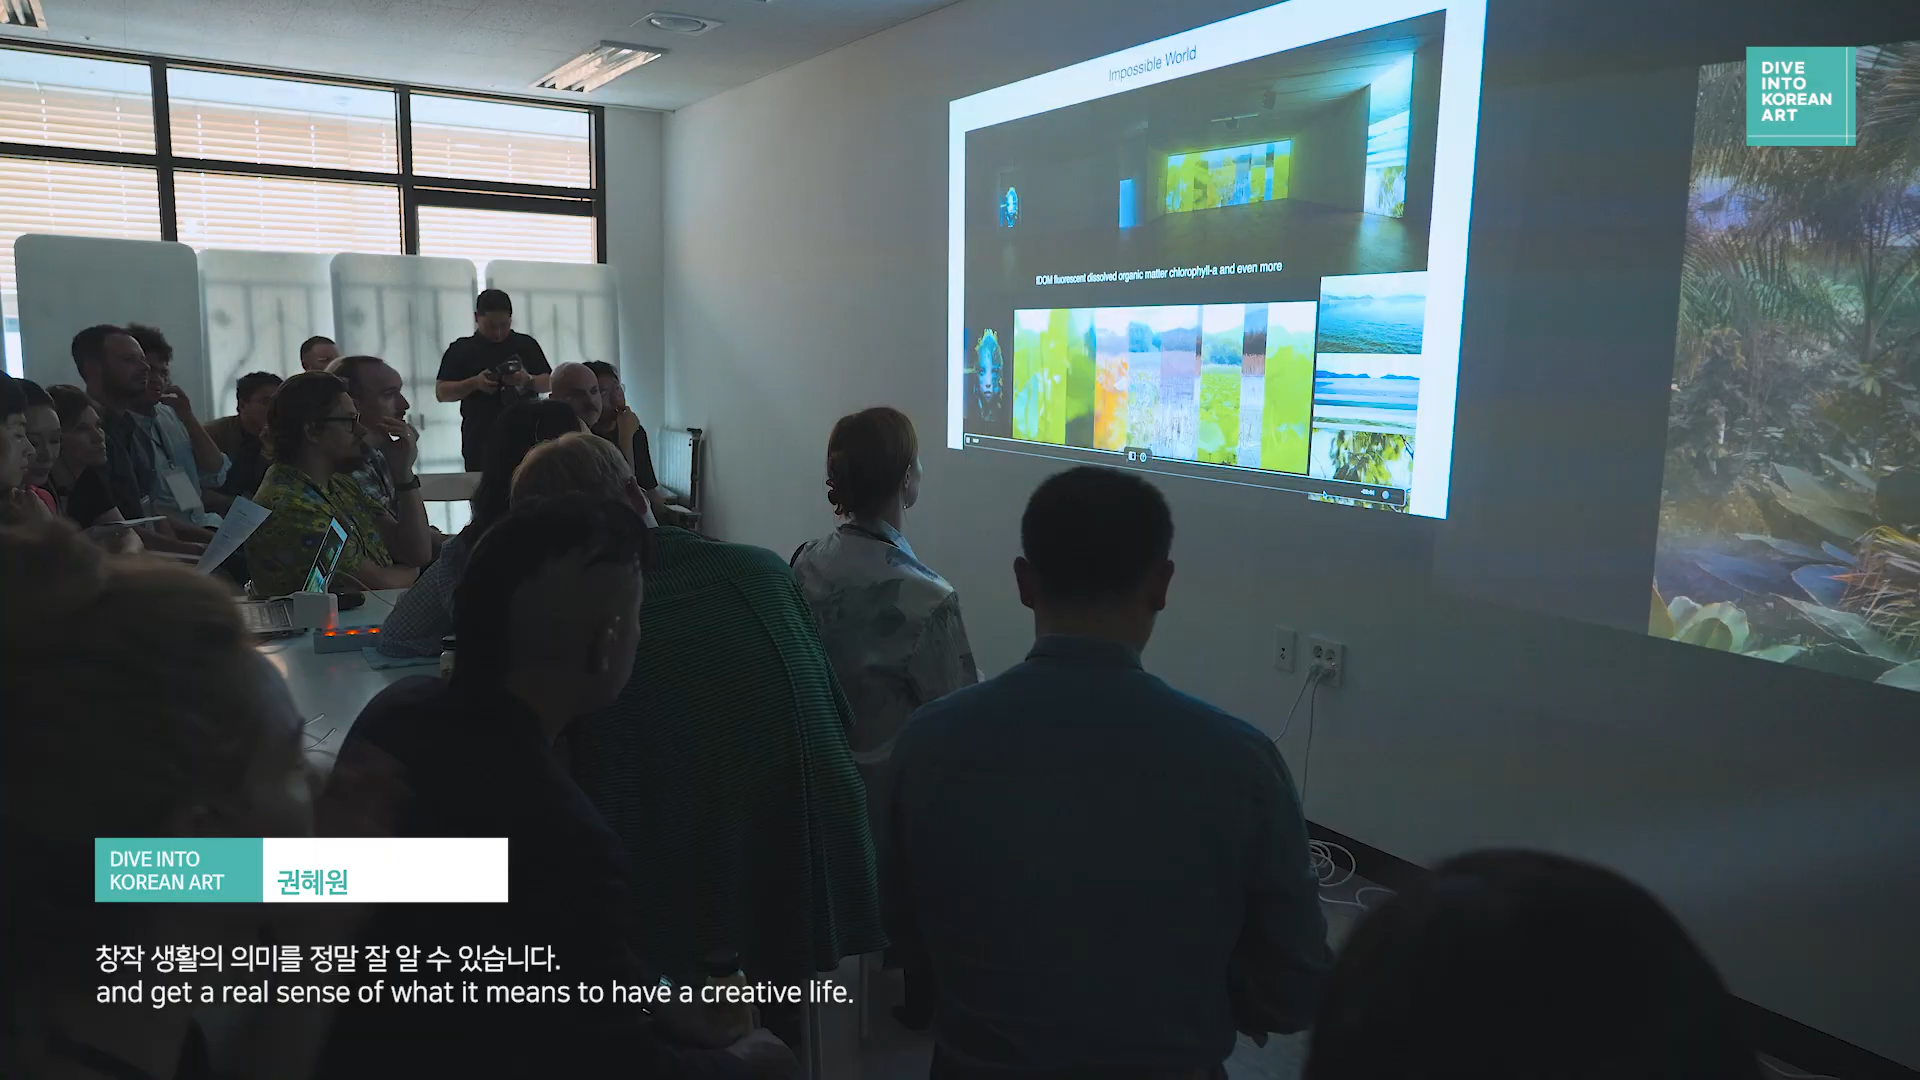 Impossible World
fDOM fluorescent dissolved organic matter chlorophyll-a and even more
DIVE
INTO
KOREAN
ART
DIVE INTO
KOREAN ART
권혜원
창작 생활의 의미를 정말 잘 알 수 있습니다.
and get a real sense of what it means to have a creative life.